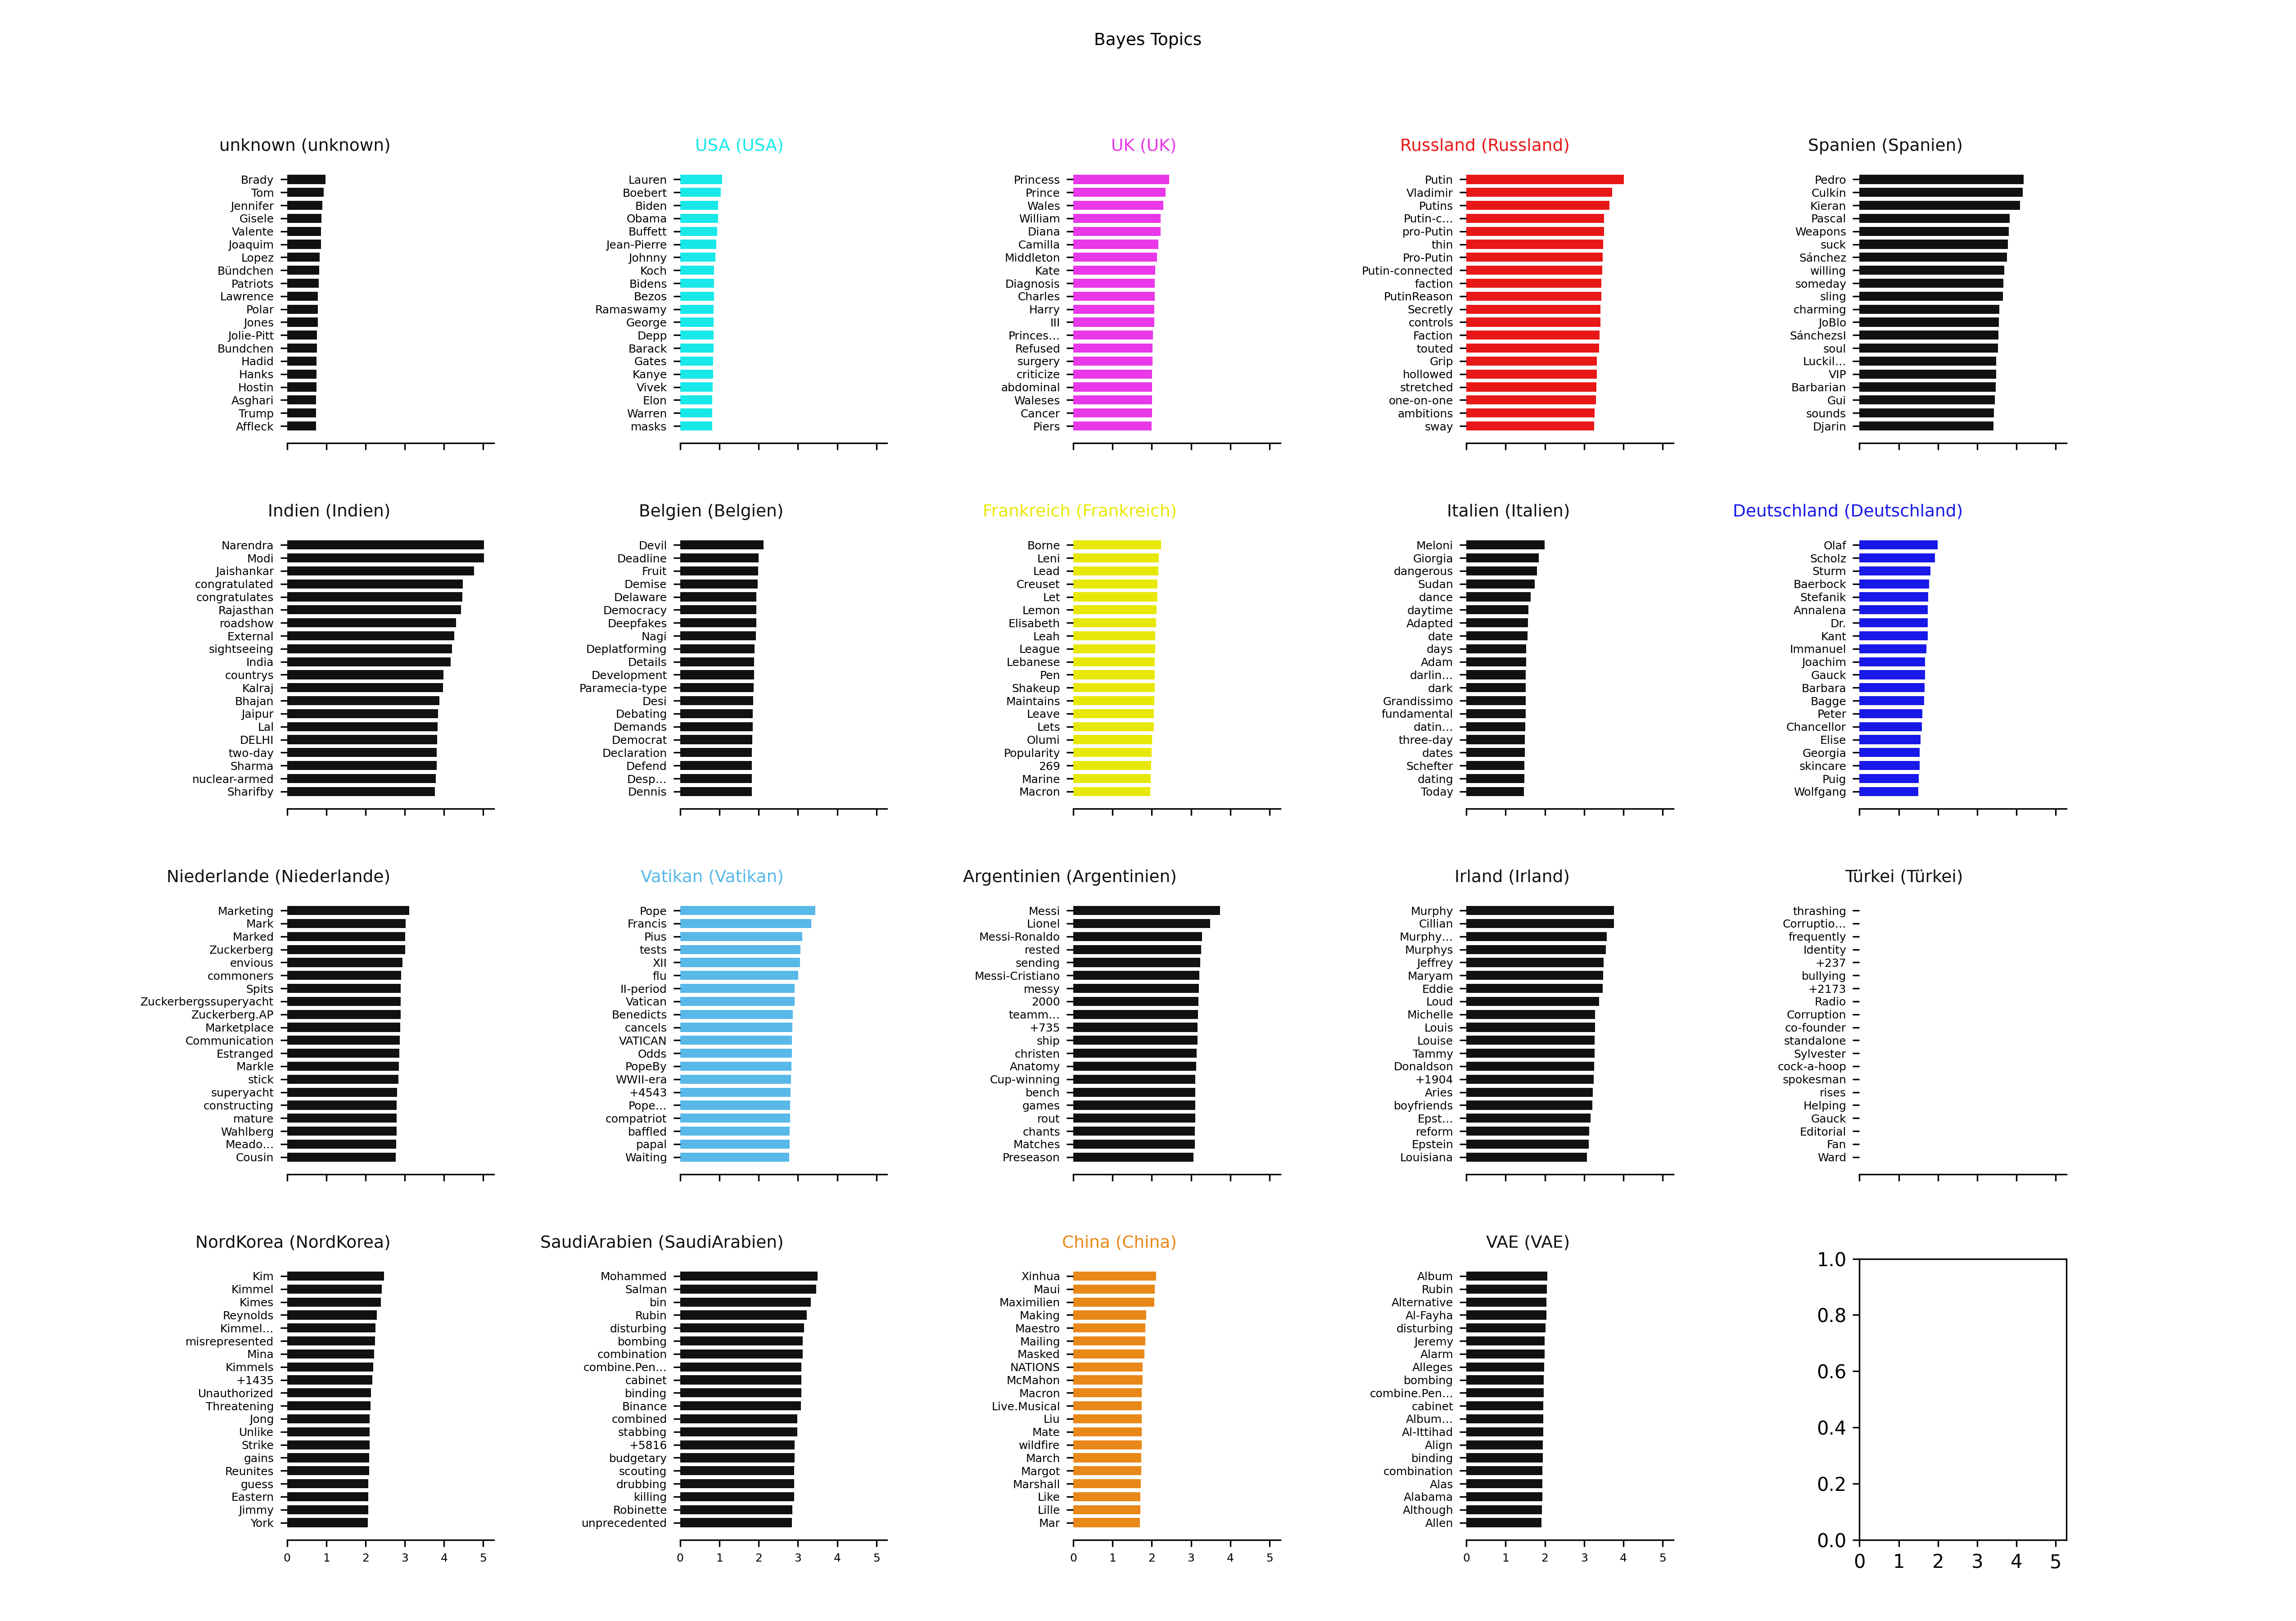 Bayes Topics
unknown (unknown)
Brady
Tom
Jennifer
Gisele
Valente
Joaquim
Lopez
Bündchen
Patriots
Lawrence
Polar
Jones
Jolie-Pitt
Bundchen
Hadid
Hanks
Hostin
Asghari
Trump
Affleck
USA (USA)
Lauren
Boebert
Biden
Obama
Buffett
Jean-Pierre
Johnny
Koch
Bidens
Bezos
Ramaswamy
George
Depp
Barack
Gates
Kanye
Vivek
Elon
Warren
masks
UK (UK)
Princess
Prince
Wales
William
Diana
Camilla
Middleton
Kate
Diagnosis
Charles
Harry
III
Princes…
Refused
surgery
criticize
abdominal
Waleses
Cancer
Piers
Russland (Russland)
Putin
Vladimir
Putins
Putin-c…
pro-Putin
thin
Pro-Putin
Putin-connected
faction
PutinReason
Secretly
controls
Faction
touted
Grip
hollowed
stretched
one-on-one
ambitions
sway
Spanien (Spanien)
Pedro
Culkin
Kieran
Pascal
Weapons
suck
Sánchez
willing
someday
sling
charming
JoBlo
SánchezsI
soul
Luckil…
VIP
Barbarian
Gui
sounds
Djarin
Indien (Indien)
Narendra
Modi
Jaishankar
congratulated
congratulates
Rajasthan
roadshow
External
sightseeing
India
countrys
Kalraj
Bhajan
Jaipur
Lal
DELHI
two-day
Sharma
nuclear-armed
Sharifby
Belgien (Belgien)
Devil
Deadline
Fruit
Demise
Delaware
Democracy
Deepfakes
Nagi
Deplatforming
Details
Development
Paramecia-type
Desi
Debating
Demands
Democrat
Declaration
Defend
Desp…
Dennis
Frankreich (Frankreich)
Borne
Leni
Lead
Creuset
Let
Lemon
Elisabeth
Leah
League
Lebanese
Pen
Shakeup
Maintains
Leave
Lets
Olumi
Popularity
269
Marine
Macron
Italien (Italien)
Meloni
Giorgia
dangerous
Sudan
dance
daytime
Adapted
date
days
Adam
darlin…
dark
Grandissimo
fundamental
datin…
three-day
dates
Schefter
dating
Today
Deutschland (Deutschland)
Olaf
Scholz
Sturm
Baerbock
Stefanik
Annalena
Dr.
Kant
Immanuel
Joachim
Gauck
Barbara
Bagge
Peter
Chancellor
Elise
Georgia
skincare
Puig
Wolfgang
Niederlande (Niederlande)
Marketing
Mark
Marked
Zuckerberg
envious
commoners
Spits
Zuckerbergssuperyacht
Zuckerberg.AP
Marketplace
Communication
Estranged
Markle
stick
superyacht
constructing
mature
Wahlberg
Meado…
Cousin
Vatikan (Vatikan)
Pope
Francis
Pius
tests
XII
flu
II-period
Vatican
Benedicts
cancels
VATICAN
Odds
PopeBy
WWII-era
+4543
Pope…
compatriot
baffled
papal
Waiting
Argentinien (Argentinien)
Messi
Lionel
Messi-Ronaldo
rested
sending
Messi-Cristiano
messy
2000
teamm…
+735
ship
christen
Anatomy
Cup-winning
bench
games
rout
chants
Matches
Preseason
Irland (Irland)
Murphy
Cillian
Murphy…
Murphys
Jeffrey
Maryam
Eddie
Loud
Michelle
Louis
Louise
Tammy
Donaldson
+1904
Aries
boyfriends
Epst…
reform
Epstein
Louisiana
Türkei (Türkei)
thrashing
Corruptio…
frequently
Identity
+237
bullying
+2173
Radio
Corruption
co-founder
standalone
Sylvester
cock-a-hoop
spokesman
rises
Helping
Gauck
Editorial
Fan
Ward
NordKorea (NordKorea)
Kim
Kimmel
Kimes
Reynolds
Kimmel…
misrepresented
Mina
Kimmels
+1435
Unauthorized
Threatening
Jong
Unlike
Strike
gains
Reunites
guess
Eastern
Jimmy
York
0 1 2 3 4 5
SaudiArabien (SaudiArabien)
Mohammed
Salman
bin
Rubin
disturbing
bombing
combination
combine.Pen…
cabinet
binding
Binance
combined
stabbing
+5816
budgetary
scouting
drubbing
killing
Robinette
unprecedented
0 1 2 3 4 5
China (China)
Xinhua
Maui
Maximilien
Making
Maestro
Mailing
Masked
NATIONS
McMahon
Macron
Live.Musical
Liu
Mate
wildfire
March
Margot
Marshall
Like
Lille
Mar
0 1 2 3 4 5
VAE (VAE)
Album
Rubin
Alternative
Al-Fayha
disturbing
Jeremy
Alarm
Alleges
bombing
combine.Pen…
cabinet
Album…
Al-Ittihad
Align
binding
combination
Alas
Alabama
Although
Allen
0 1 2 3 4 5
1.0
0.8
0.6
0.4
0.2
0.0
0 1 2 3 4 5